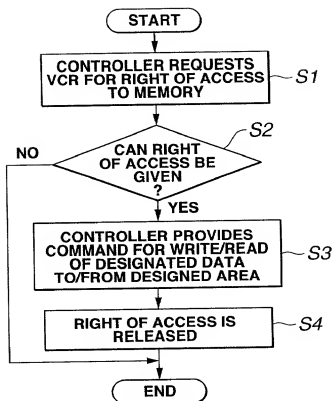 START
CONTROLLER REQUESTS
VCR FOR RIGHT OF ACCESS
TO MEMORY
S1
S2
CAN RIGHT
OF ACCESS BE
GIVEN
?
NO
YES
CONTROLLER PROVIDES
COMMAND FOR WRITE/READ
OF DESIGNATED DATA
TO/FROM DESIGNED AREA
S3
RIGHT OF ACCESS IS
RELEASED
S4
END